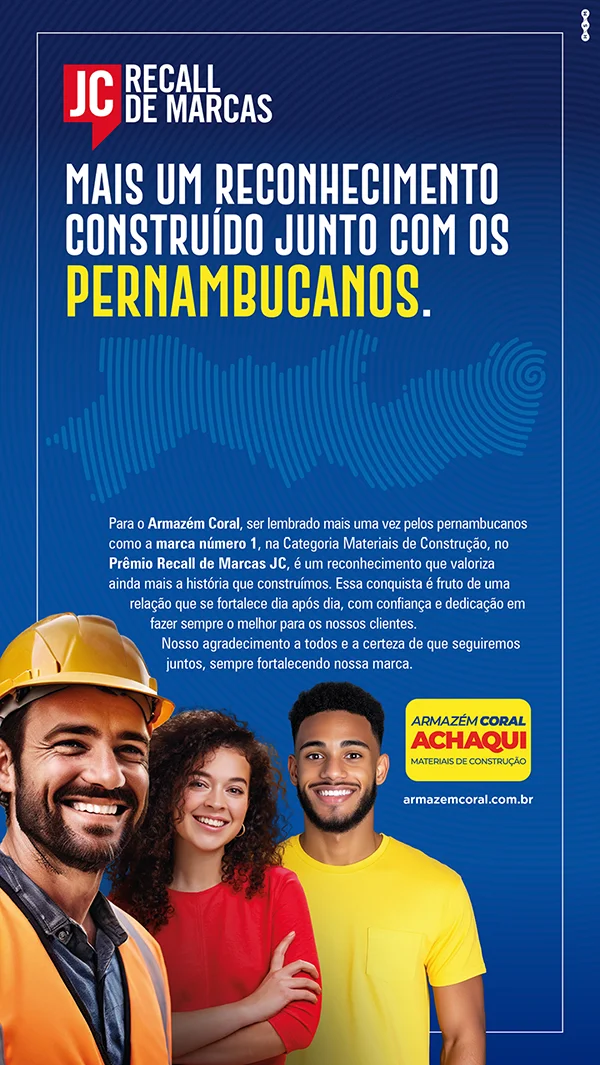 JC RECALL
DE MARCAS
MAIS UM RECONHECIMENTO
CONSTRUÍDO JUNTO COM OS
PERNAMBUCANOS.
Para o Armazém Coral, ser lembrado mais uma vez pelos pernambucanos
como a marca número 1, na Categoria Materiais de Construção, no
Prêmio Recall de Marcas JC, é um reconhecimento que valoriza
ainda mais a história que construímos. Essa conquista é fruto de uma
relação que se fortalece dia após dia, com confiança e dedicação em
fazer sempre o melhor para os nossos clientes.
Nosso agradecimento a todos e a certeza de que seguiremos
juntos, sempre fortalecendo nossa marca.
ARMAZÉM CORAL
ACHAQUI
MATERIAIS DE CONSTRUÇÃO
armazemcoral.com.br